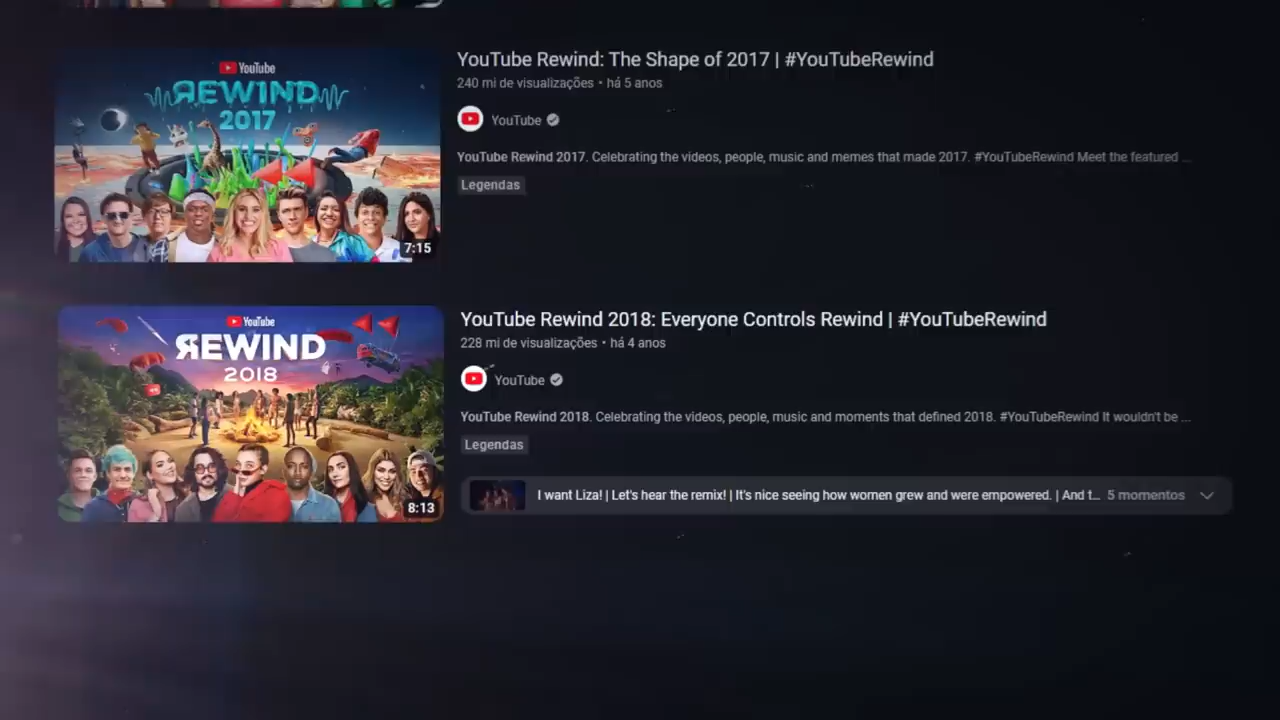 YouTube
REWIND
2017
7:15
YouTube Rewind: The Shape of 2017 | #YouTubeRewind
240 mi de visualizações • há 5 anos
YouTube
YouTube Rewind 2017. Celebrating the videos, people, music and memes that made 2017. #YouTubeRewind Meet the featured ...
Legendas
YouTube
REWIND
2018
8:13
YouTube Rewind 2018: Everyone Controls Rewind | #YouTubeRewind
228 mi de visualizações • há 4 anos
YouTube
YouTube Rewind 2018. Celebrating the videos, people, music and moments that defined 2018. #YouTubeRewind It wouldn't be ...
Legendas
I want Liza! | Let's hear the remix! | It's nice seeing how women grew and were empowered. | And t... 5 momentos